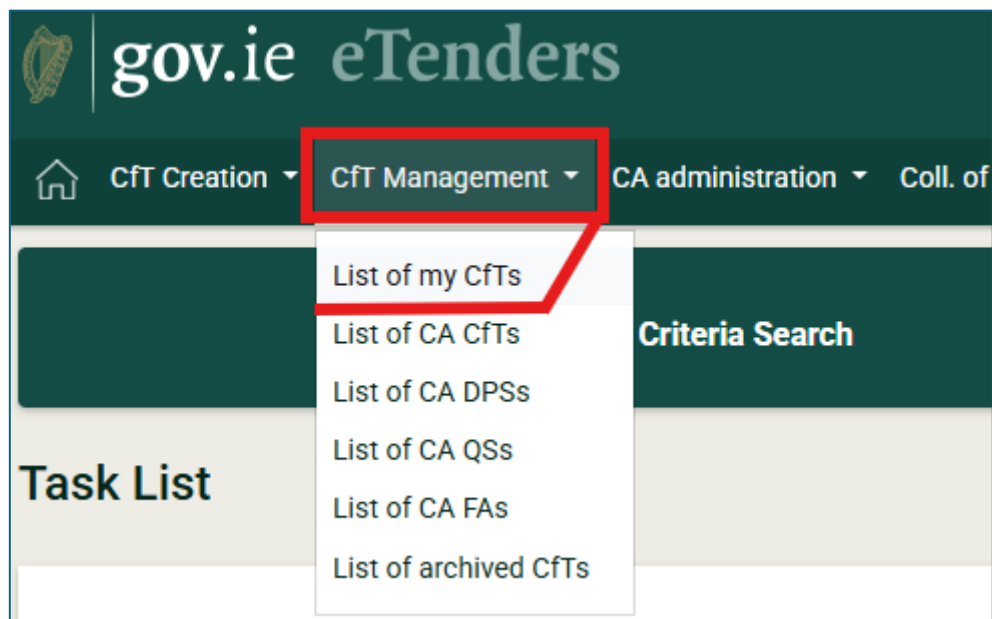 gov.ie eTenders
CfT Creation CfT Management CA administration Coll. of
List of my CfTs
List of CA CfTs
Criteria Search
List of CA DPSs
List of CA QSs
Task List
List of CA FAs
List of archived CfTs